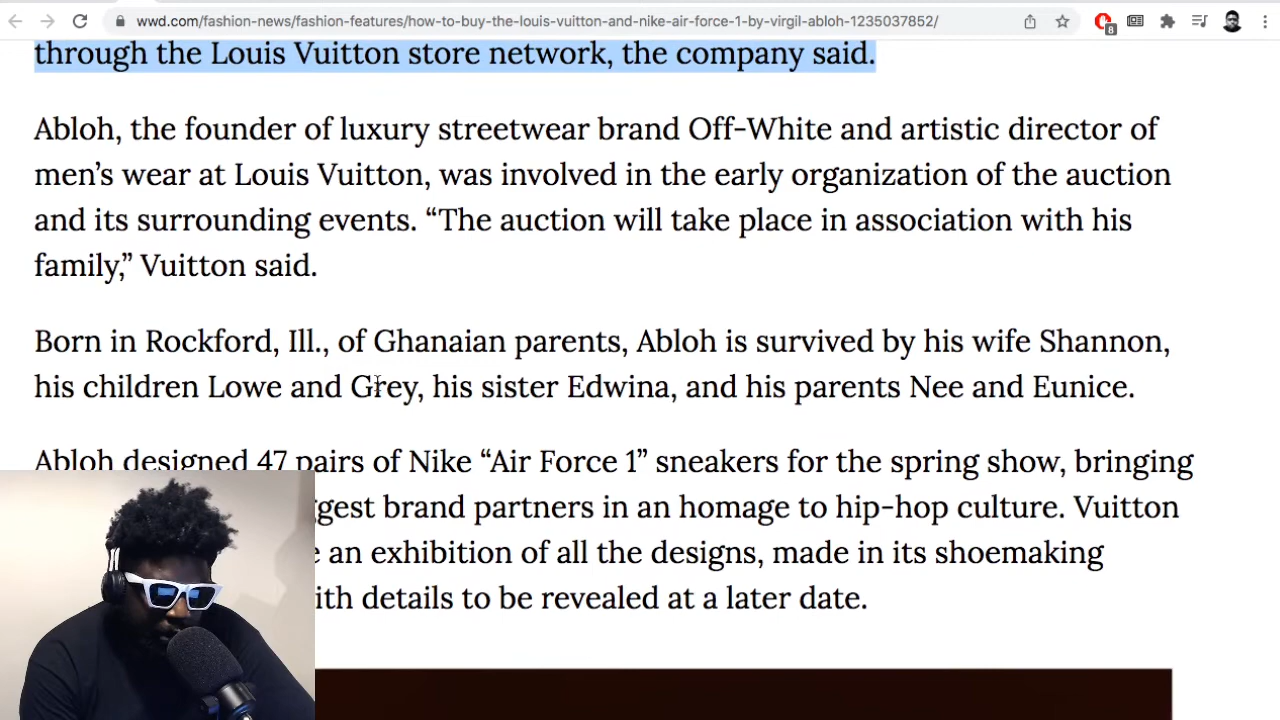 wwd.com/fashion-news/fashion-features/how-to-buy-the-louis-vuitton-and-nike-air-force-1-by-virgil-abloh-1235037852/
8
through the Louis Vuitton store network, the company said.
Abloh, the founder of luxury streetwear brand Off-White and artistic director of
men’s wear at Louis Vuitton, was involved in the early organization of the auction
and its surrounding events. “The auction will take place in association with his
family,” Vuitton said.
Born in Rockford, Ill., of Ghanaian parents, Abloh is survived by his wife Shannon,
his children Lowe and Grey, his sister Edwina, and his parents Nee and Eunice.
Abloh designed 47 pairs of Nike “Air Force 1” sneakers for the spring show, bringing
brand partners in an homage to hip-hop culture. Vuitton
an exhibition of all the designs, made in its shoemaking
details to be revealed at a later date.